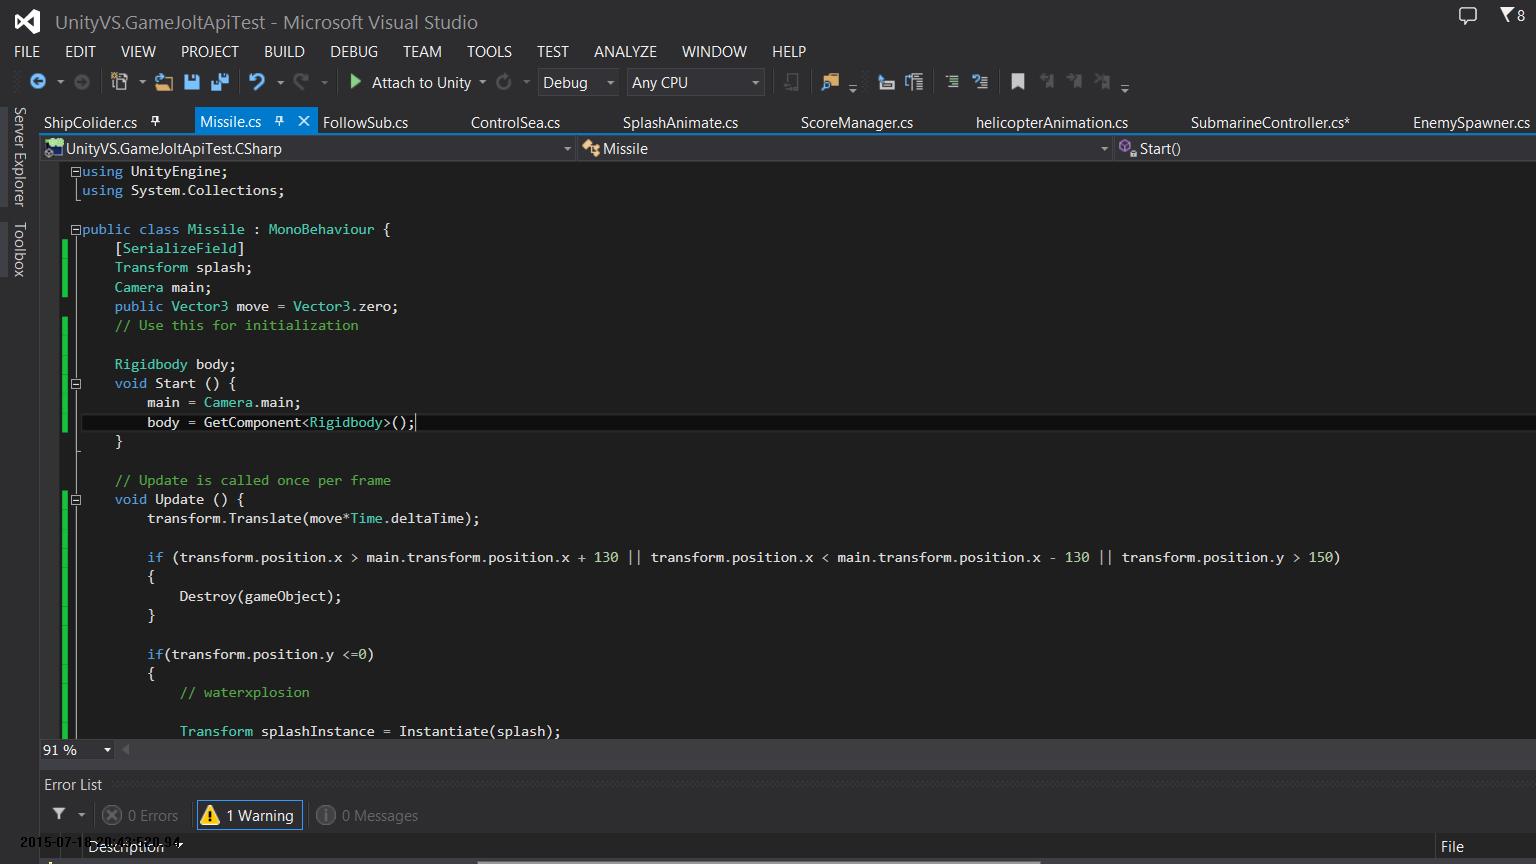 UnityVS.GameJoltApiTest - Microsoft Visual Studio
8
FILE EDIT VIEW PROJECT BUILD DEBUG TEAM TOOLS TEST ANALYZE WINDOW HELP
Attach to Unity Debug Any CPU
Server Explorer
Toolbox
ShipColider.cs Missile.cs FollowSub.cs ControlSea.cs SplashAnimate.cs ScoreManager.cs helicopterAnimation.cs SubmarineController.cs* EnemySpawner.cs
UnityVS.GameJoltApiTest.CSharp Missile Start()
using UnityEngine;
using System.Collections;
public class Missile : MonoBehaviour {
[SerializeField]
Transform splash;
Camera main;
public Vector3 move = Vector3.zero;
// Use this for initialization
Rigidbody body;
void Start () {
main = Camera.main;
body = GetComponent<Rigidbody>();
}
// Update is called once per frame
void Update () {
transform.Translate(move*Time.deltaTime);
if (transform.position.x > main.transform.position.x + 130 || transform.position.x < main.transform.position.x - 130 || transform.position.y > 150)
{
Destroy(gameObject);
}
if(transform.position.y <=0)
{
// waterxplosion
Transform splashInstance = Instantiate(splash);
91 %
Error List
0 Errors 1 Warning 0 Messages
Description File